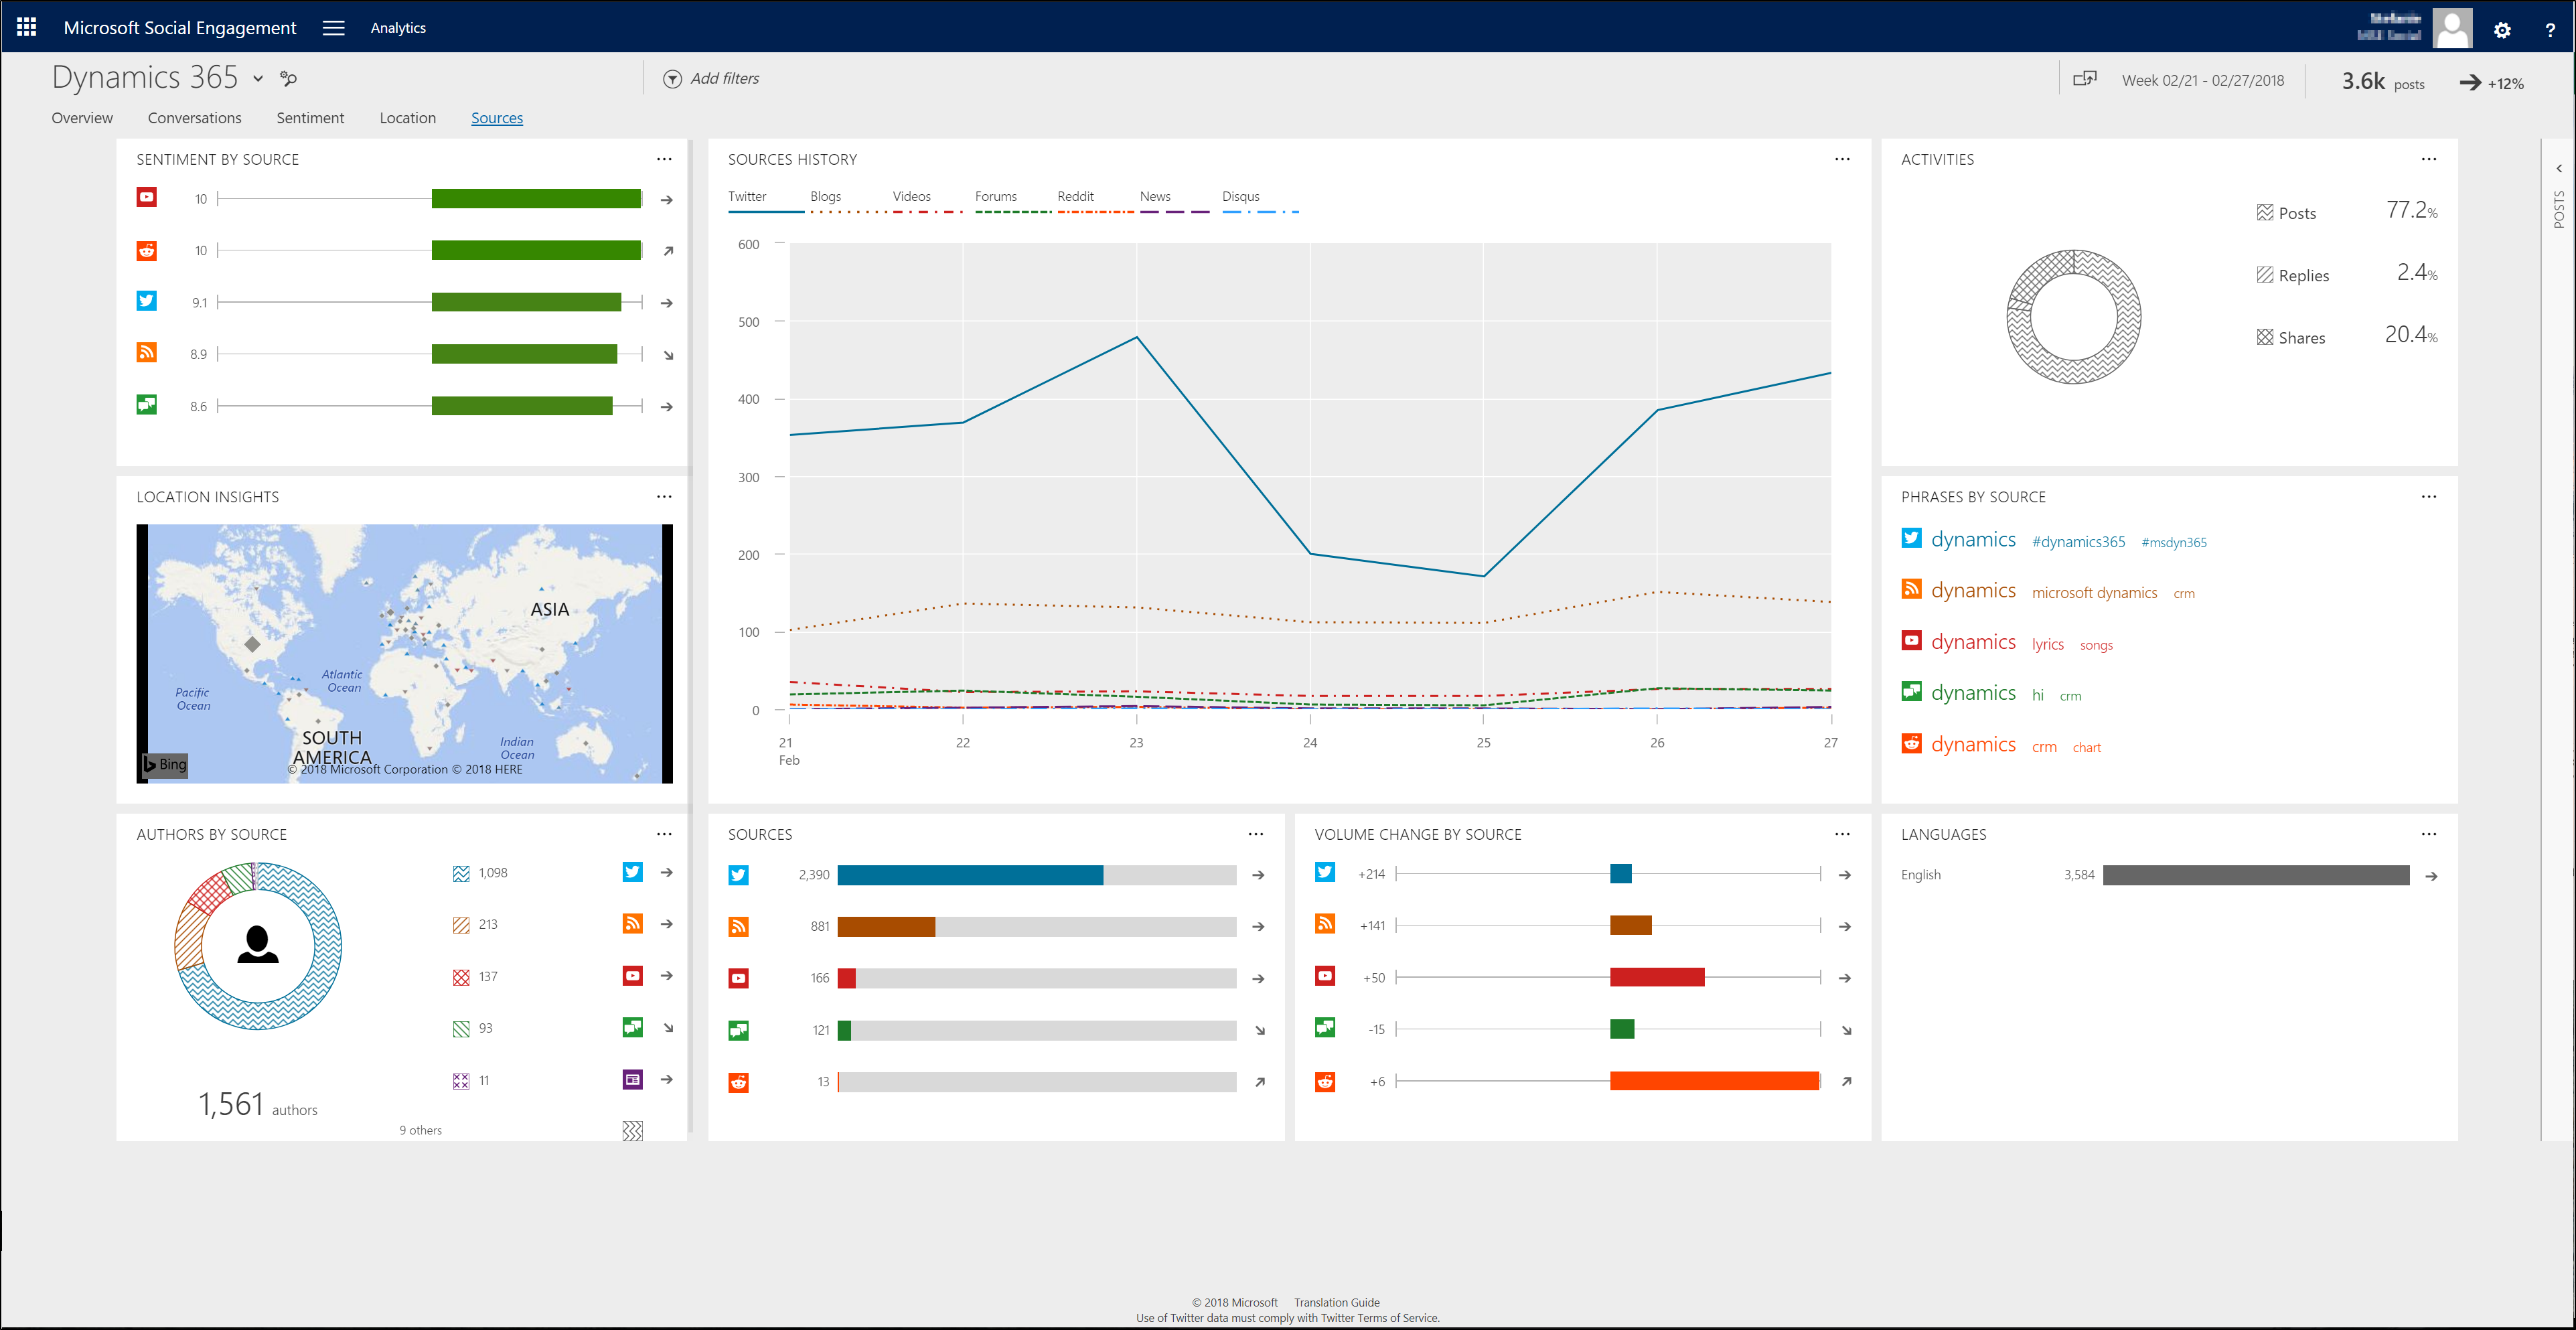 Microsoft Social Engagement
Analytics
?
Dynamics 365
Add filters
Week 02/21 - 02/27/2018
3.6k posts
+12%
Overview Conversations Sentiment Location Sources
SENTIMENT BY SOURCE
10
10
9.1
8.9
8.6
LOCATION INSIGHTS
ASIA
Atlantic
Ocean
Pacific
Ocean
SOUTH
AMERICA
Indian
Ocean
Bing
© 2018 Microsoft Corporation © 2018 HERE
AUTHORS BY SOURCE
1,098
213
137
93
11
1,561 authors
9 others
SOURCES HISTORY
Twitter Blogs Videos Forums Reddit News Disqus
600
500
400
300
200
100
0
21 22 23 24 25 26 27
Feb
SOURCES
2,390
881
166
121
13
VOLUME CHANGE BY SOURCE
+214
+141
+50
-15
+6
ACTIVITIES
Posts 77.2%
Replies 2.4%
Shares 20.4%
PHRASES BY SOURCE
dynamics #dynamics365 #msdyn365
dynamics microsoft dynamics crm
dynamics lyrics songs
dynamics hi crm
dynamics crm chart
LANGUAGES
English 3,584
POSTS
© 2018 Microsoft Translation Guide
Use of Twitter data must comply with Twitter Terms of Service.